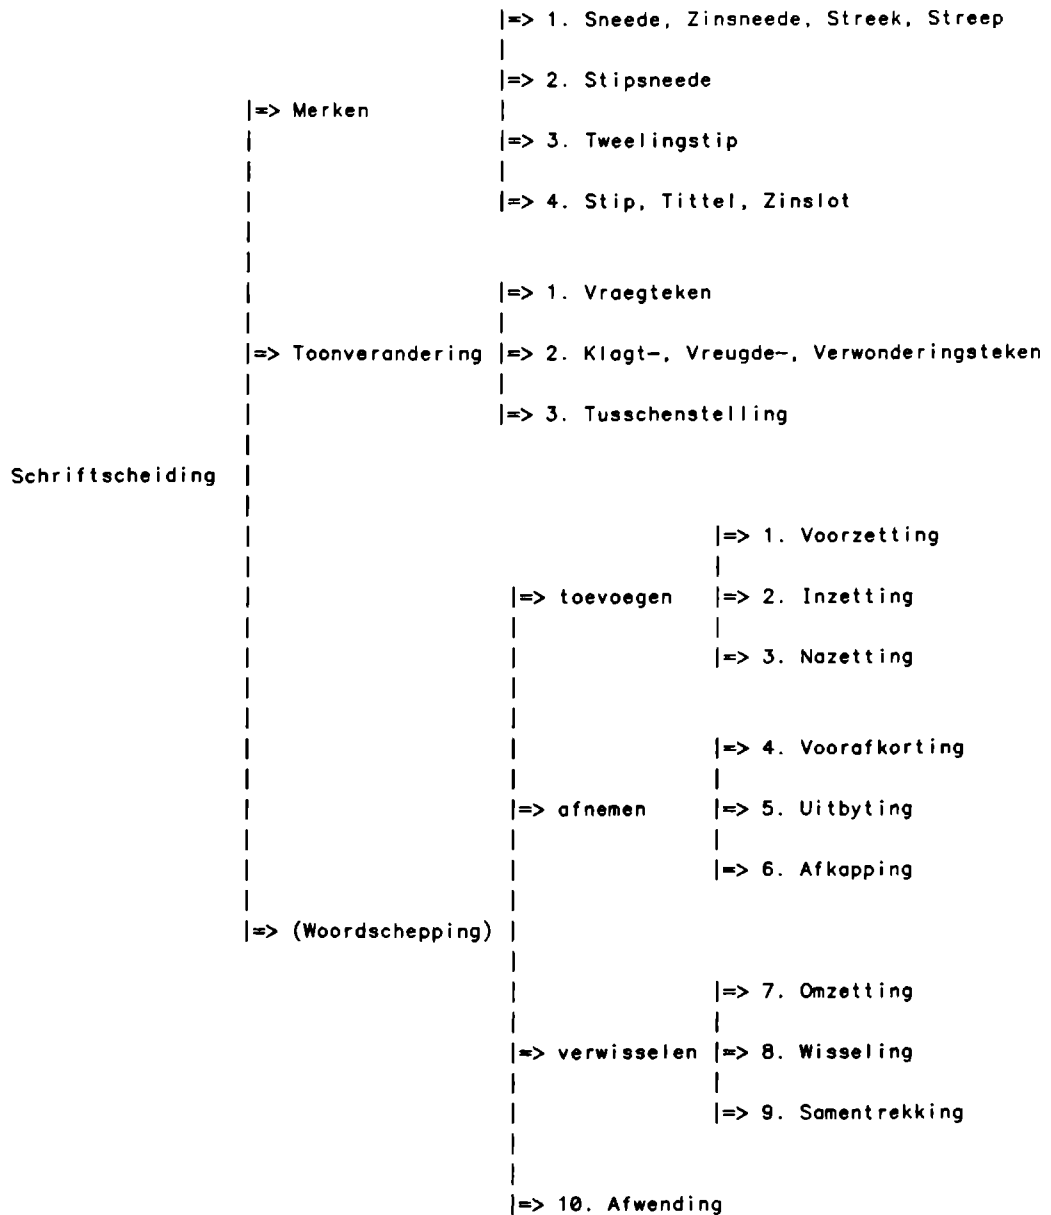 |=> 1. Sneede, Zinsneede, Streek, Streep
|=> 2. Stipsneede
|=> Merken
|=> 3. Tweelingstip
|=> 4. Stip, Tittel, Zinslot
|=> 1. Vraegteken
|=> Toonverandering |=> 2. Klagt-, Vreugde-, Verwonderingsteken
|=> 3. Tusschenstelling
Schriftscheiding
|=> 1. Voorzetting
|=> toevoegen |=> 2. Inzetting
|=> 3. Nazetting
|=> 4. Voorafkorting
|=> afnemen |=> 5. Uitbyting
|=> 6. Afkapping
|=> (Woordschepping)
|=> 7. Omzetting
|=> verwisselen |=> 8. Wisseling
|=> 9. Samentrekking
|=> 10. Afwending